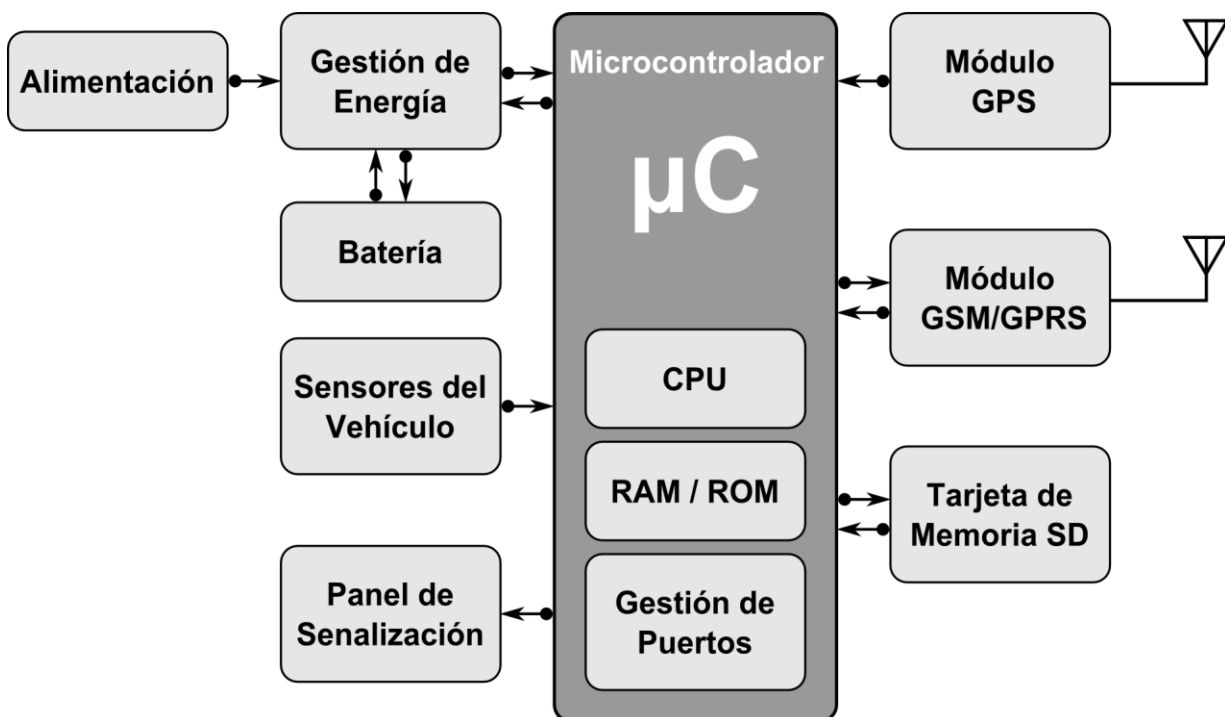 Alimentación
Gestión de
Energía
Batería
Sensores del
Vehículo
Panel de
Senalización
Microcontrolador
µC
CPU
RAM / ROM
Gestión de
Puertos
Módulo
GPS
Módulo
GSM/GPRS
Tarjeta de
Memoria SD